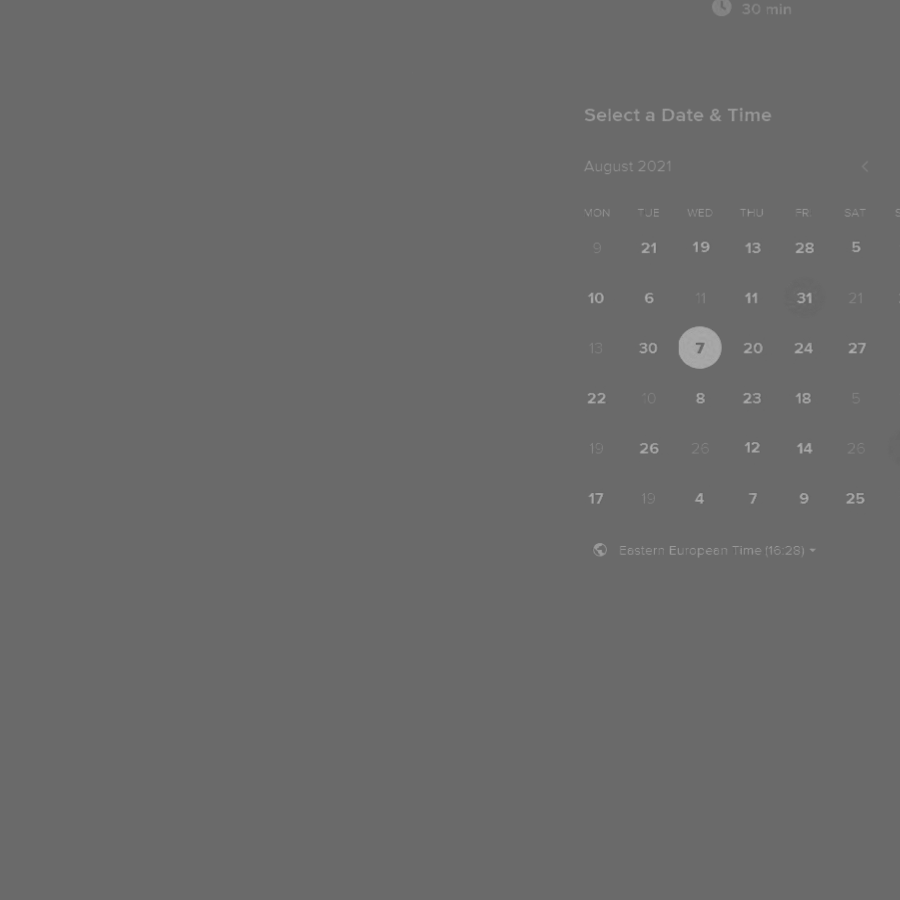 30 min
Select a Date & Time
August 2021
MON TUE WED THU FRI SAT
9 21 19 13 28 5
10 6 11 11 31 21
13 30 7 20 24 27
22 10 8 23 18 5
19 26 26 12 14 26
17 19 4 7 9 25
Eastern European Time (16:28)